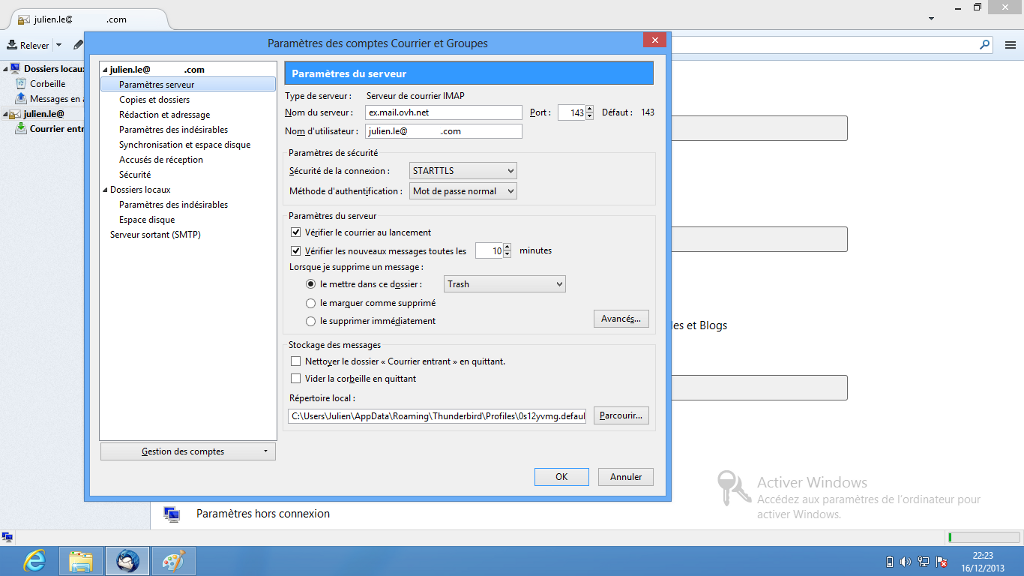 julien.le@ .com
Relever
Paramètres des comptes Courrier et Groupes
Dossiers locaux
Corbeille
Messages en a
julien.le@
Courrier entr
julien.le@ .com
Paramètres serveur
Copies et dossiers
Rédaction et adressage
Paramètres des indésirables
Synchronisation et espace disque
Accusés de réception
Sécurité
Dossiers locaux
Paramètres des indésirables
Espace disque
Serveur sortant (SMTP)
Gestion des comptes
Paramètres du serveur
Type de serveur : Serveur de courrier IMAP
Nom du serveur : ex.mail.ovh.net Port : 143 Défaut : 143
Nom d'utilisateur : julien.le@ .com
Paramètres de sécurité
Sécurité de la connexion : STARTTLS
Méthode d'authentification : Mot de passe normal
Paramètres du serveur
Vérifier le courrier au lancement
Vérifier les nouveaux messages toutes les 10 minutes
Lorsque je supprime un message :
le mettre dans ce dossier : Trash
le marquer comme supprimé
le supprimer immédiatement
Avancés...
Stockage des messages
Nettoyer le dossier « Courrier entrant » en quittant.
Vider la corbeille en quittant
Répertoire local :
C:\Users\Julien\AppData\Roaming\Thunderbird\Profiles\0s12yvmg.defaul Parcourir...
OK Annuler
les et Blogs
Activer Windows
Accédez aux paramètres de l'ordinateur pour
activer Windows.
Paramètres hors connexion
22:23
16/12/2013